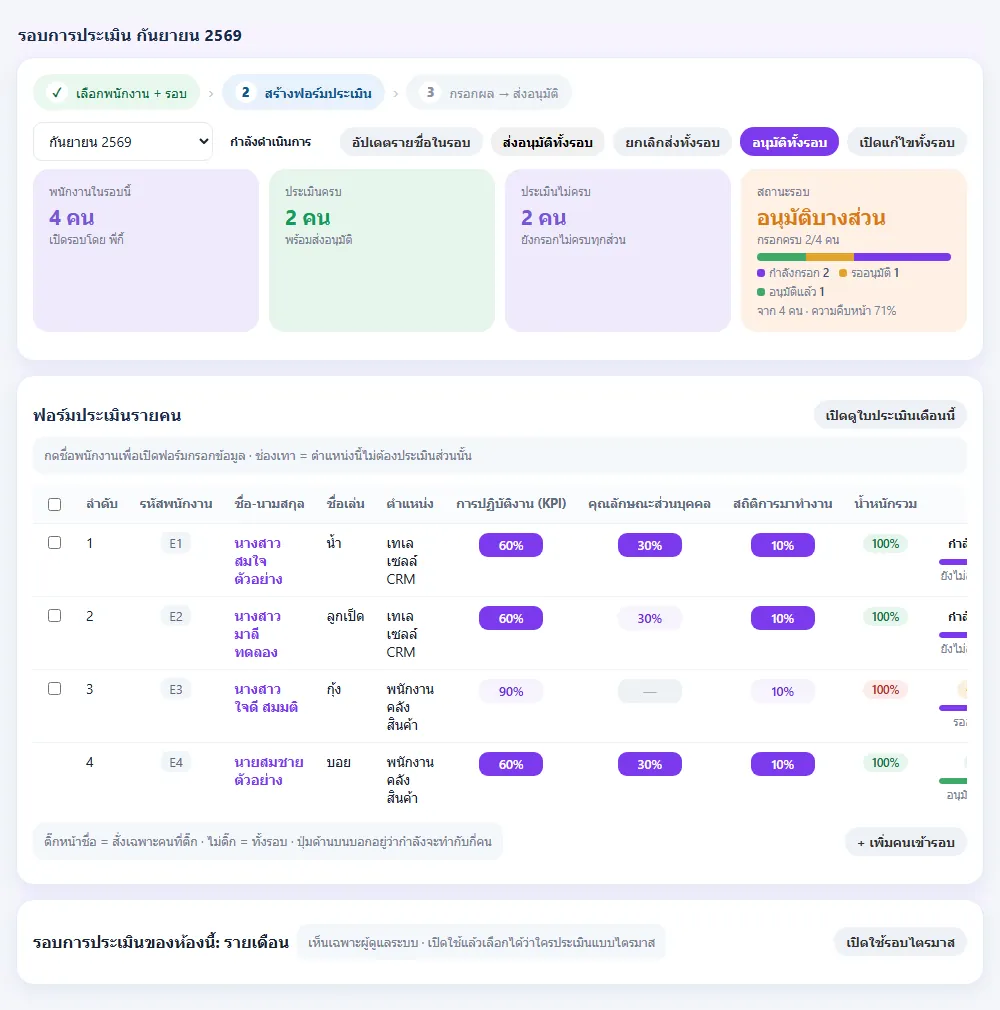 รอบการประเมิน กันยายน 2569
✓ เลือกพนักงาน + รอบ › 2 สร้างฟอร์มประเมิน › 3 กรอกผล → ส่งอนุมัติ
กันยายน 2569 กำลังดำเนินการ อัปเดตรายชื่อในรอบ ส่งอนุมัติทั้งรอบ ยกเลิกส่งทั้งรอบ อนุมัติทั้งรอบ เปิดแก้ไขทั้งรอบ
พนักงานในรอบนี้
4 คน
เปิดรอบโดย พี่กี้
ประเมินครบ
2 คน
พร้อมส่งอนุมัติ
ประเมินไม่ครบ
2 คน
ยังกรอกไม่ครบทุกส่วน
สถานะรอบ
อนุมัติบางส่วน
กรอกครบ 2/4 คน
กำลังกรอก 2 รออนุมัติ 1
อนุมัติแล้ว 1
จาก 4 คน · ความคืบหน้า 71%
ฟอร์มประเมินรายคน เปิดดูใบประเมินเดือนนี้
กดชื่อพนักงานเพื่อเปิดฟอร์มกรอกข้อมูล · ช่องเทา = ตำแหน่งนี้ไม่ต้องประเมินส่วนนั้น
ลำดับ รหัสพนักงาน ชื่อ-นามสกุล ชื่อเล่น ตำแหน่ง การปฏิบัติงาน (KPI) คุณลักษณะส่วนบุคคล สถิติการมาทำงาน น้ำหนักรวม
1 E1 นางสาว น้ำ เทเล 60% 30% 10% 100%
สมใจ เซลล์
ตัวอย่าง CRM
2 E2 นางสาว ลูกเป็ด เทเล 60% 30% 10% 100%
มาลี เซลล์
ทดลอง CRM
3 E3 นางสาว กุ้ง พนักงาน 90% — 10% 100%
ใจดี สมมติ คลัง
สินค้า
4 E4 นายสมชาย บอย พนักงาน 60% 30% 10% 100%
ตัวอย่าง คลัง
สินค้า
ติ๊กหน้าชื่อ = สั่งเฉพาะคนที่ติ๊ก · ไม่ติ๊ก = ทั้งรอบ · ปุ่มด้านบนบอกอยู่ว่ากำลังจะทำกับกี่คน + เพิ่มคนเข้ารอบ
รอบการประเมินของห้องนี้: รายเดือน เห็นเฉพาะผู้ดูแลระบบ · เปิดใช้แล้วเลือกได้ว่าใครประเมินแบบไตรมาส เปิดใช้รอบไตรมาส